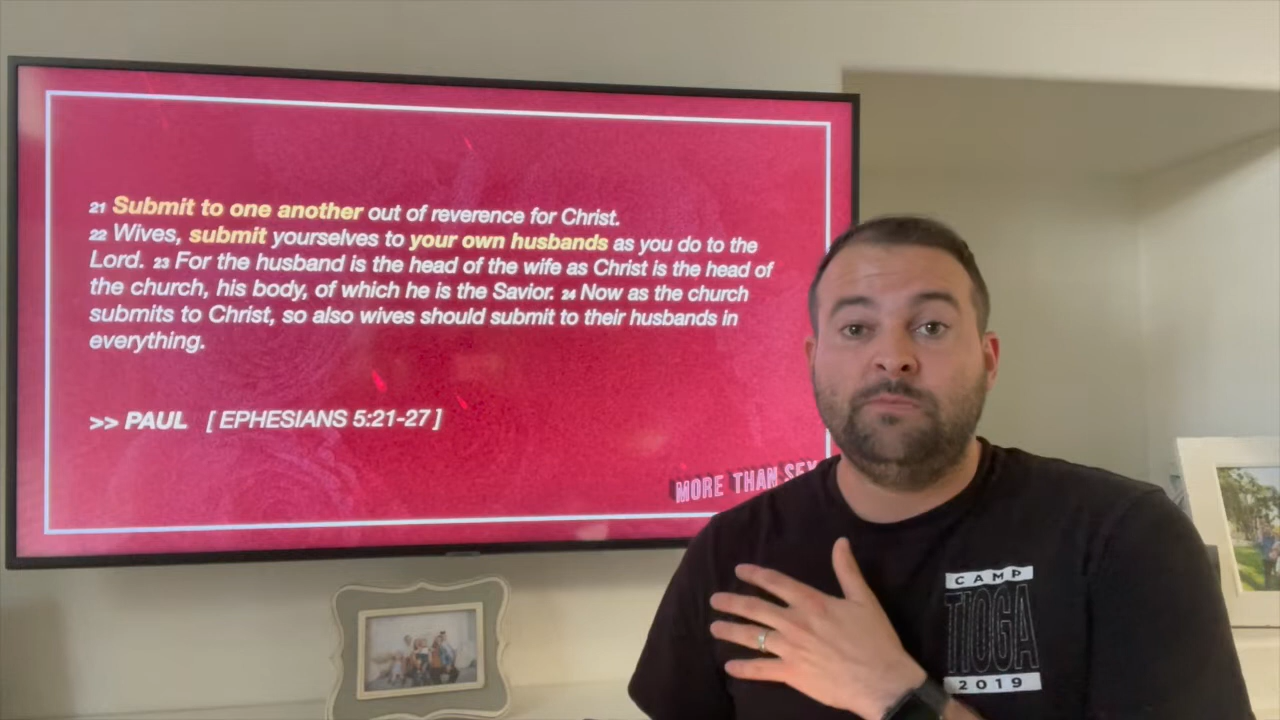 21 Submit to one another out of reverence for Christ.
22 Wives, submit yourselves to your own husbands as you do to the
Lord. 23 For the husband is the head of the wife as Christ is the head of
the church, his body, of which he is the Savior. 24 Now as the church
submits to Christ, so also wives should submit to their husbands in
everything.
>> PAUL [ EPHESIANS 5:21-27 ]
MORE THAN SEX
CAMP
TIOGA
2019